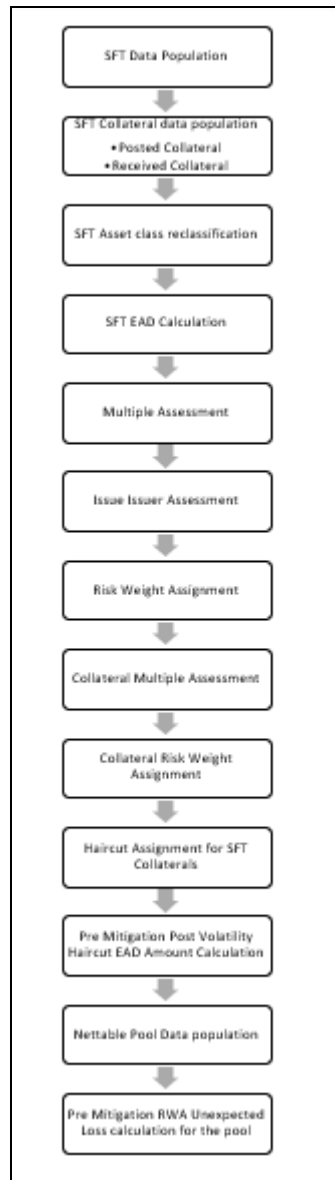 SFT Data Population
SFT Collateral data population
•Posted Collateral
•Received Collateral
SFT Asset class reclassification
SFT EAD Calculation
Multiple Assessment
Issue Issuer Assessment
Risk Weight Assignment
Collateral Multiple Assessment
Collateral Risk Weight
Assignment
Haircut Assignment for SFT
Collaterals
Pre Mitigation Post Volatility
Haircut EAD Amount Calculation
Nettable Pool Data population
Pre Mitigation RWA Unexpected
Loss calculation for the pool